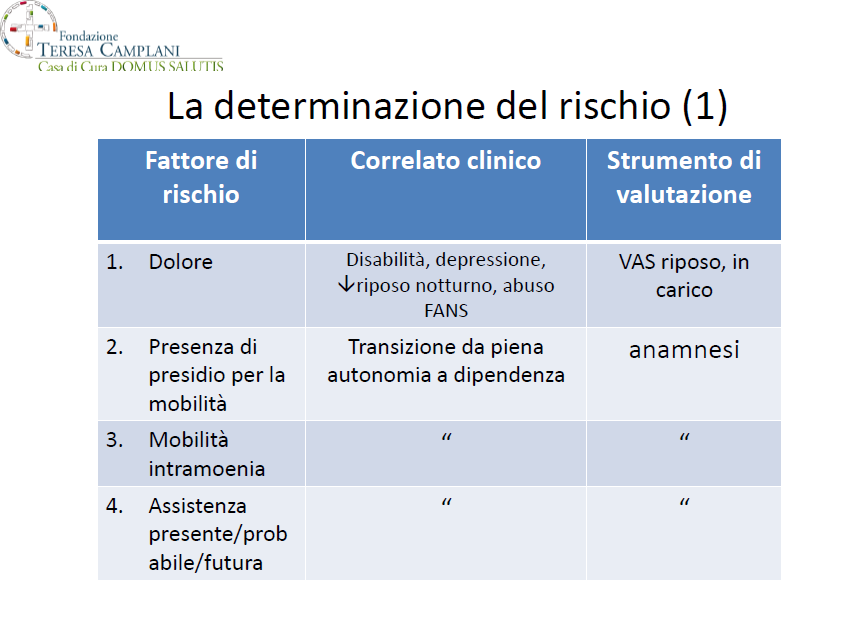 Fondazione
TERESA CAMPLANI
Casa di Cura DOMUS SALUTIS
La determinazione del rischio (1)
Fattore di
rischio
Correlato clinico
Strumento di
valutazione
1. Dolore
Disabilità, depressione,
↓riposo notturno, abuso
FANS
VAS riposo, in
carico
2. Presenza di
presidio per la
mobilità
Transizione da piena
autonomia a dipendenza
anamnesi
3. Mobilità
intramoenia
“
“
4. Assistenza
presente/prob
abile/futura
“
“